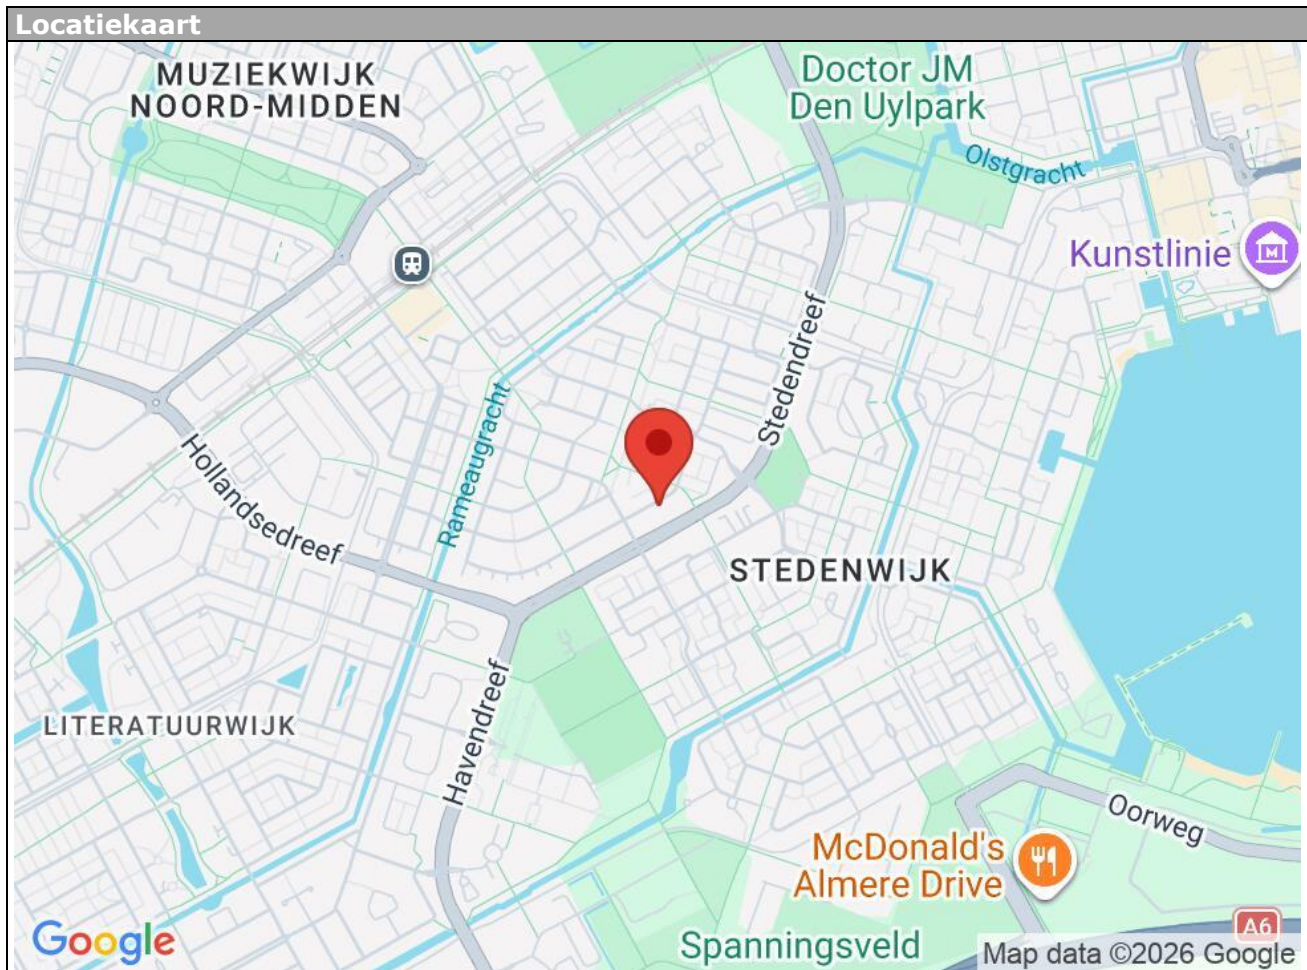 Locatiekaart
MUZIEKWIJK
NOORD-MIDDEN
Doctor JM
Den Uylpark
Olstgracht
Kunstlinie
M
Stedendreef
Rameaugracht
Hollandsedreef
STEDENWIJK
Havendreef
LITERATUURWIJK
Oorweg
McDonald's
Almere Drive
A6
Spanningsveld
Google
Map data ©2026 Google